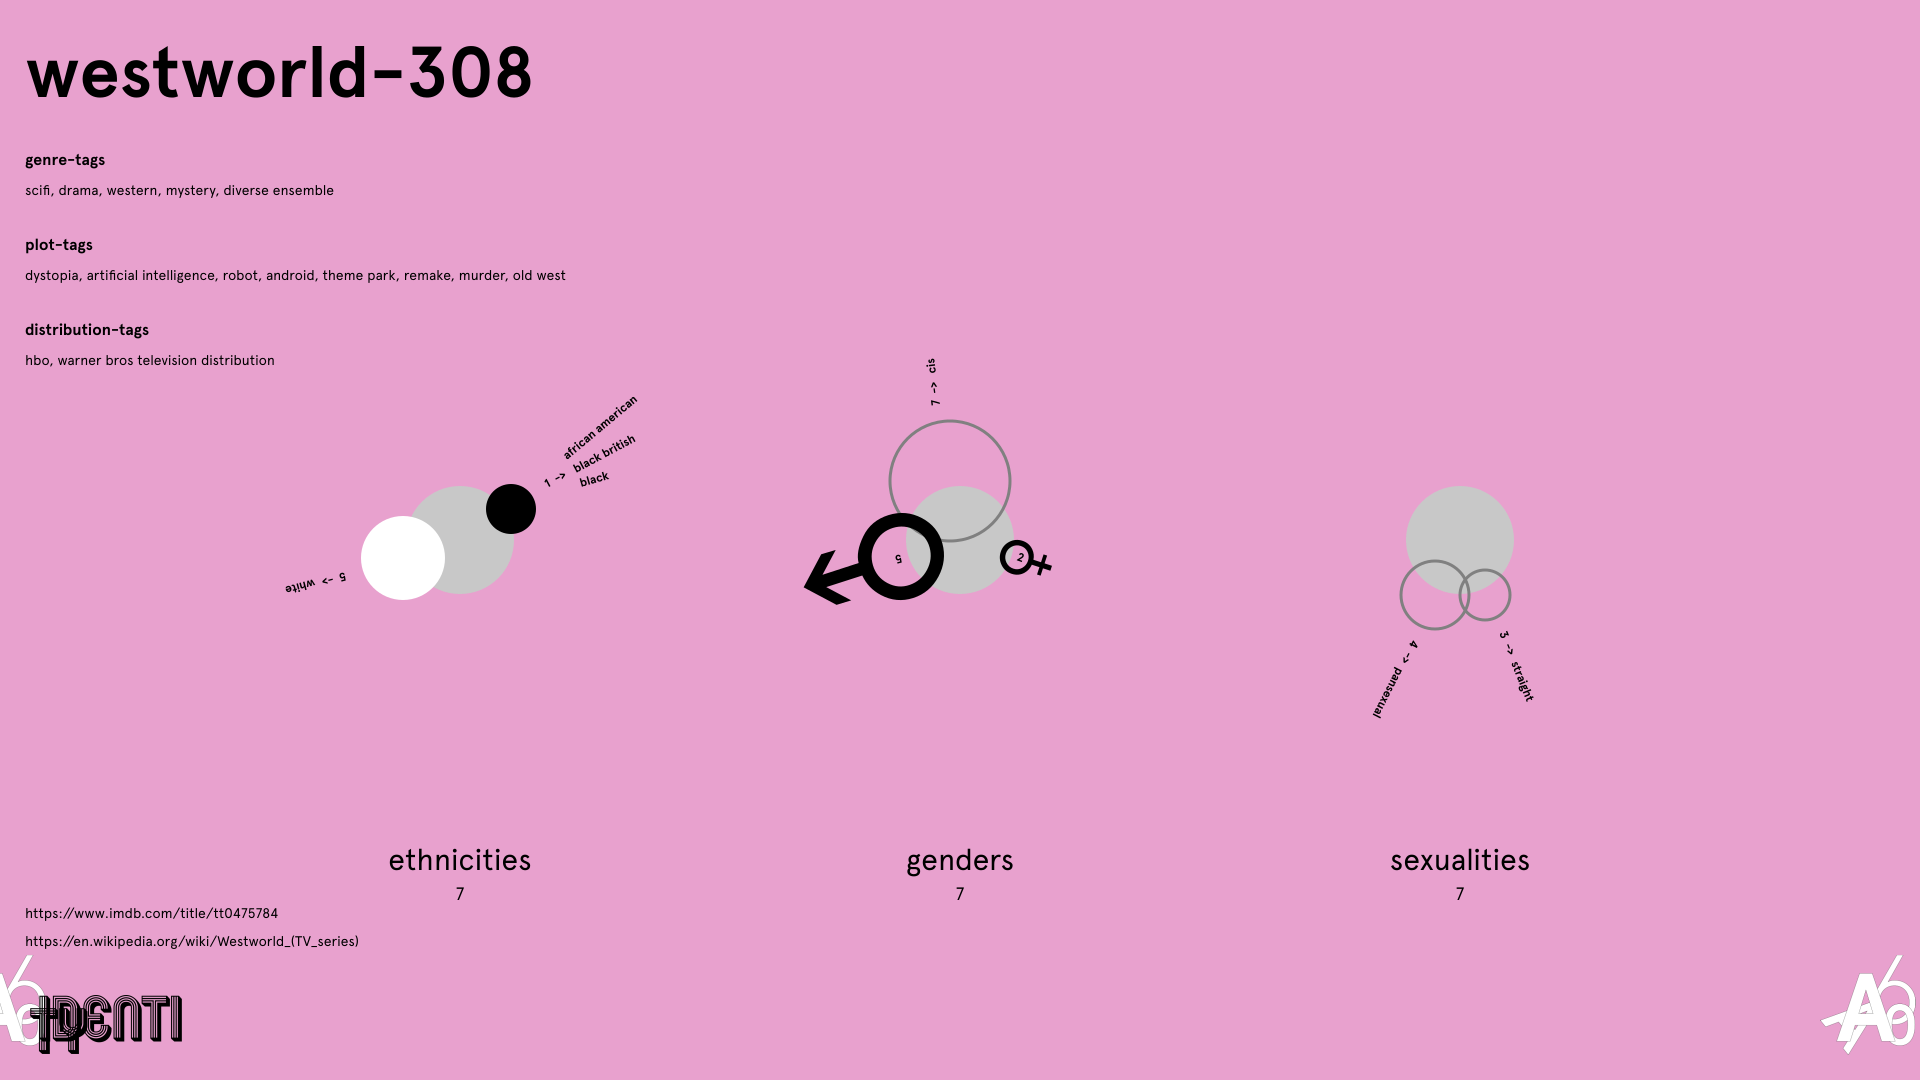 westworld-308
genre-tags
scifi, drama, western, mystery, diverse ensemble
plot-tags
dystopia, artificial intelligence, robot, android, theme park, remake, murder, old west
distribution-tags
hbo, warner bros television distribution
5 -> white
1 ->
african american
black british
black
7 -> cis
5
2
4 -> pansexual
3 -> straight
ethnicities
7
genders
7
sexualities
7
https://www.imdb.com/title/tt0475784
https://en.wikipedia.org/wiki/Westworld_(TV_series)
IDENTI